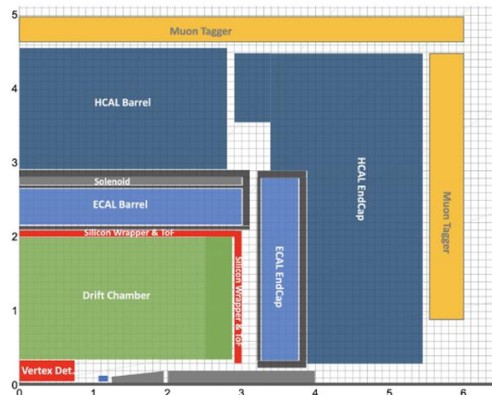 5
Muon Tagger
4
HCAL Barrel
3
Solenoid
ECAL Barrel
2
Silicon Wrapper & ToF
Drift Chamber
Silicon Wrapper & ToF
ECAL EndCap
HCAL EndCap
Muon Tagger
1
Vertex Det.
0
0 1 2 3 4 5 6